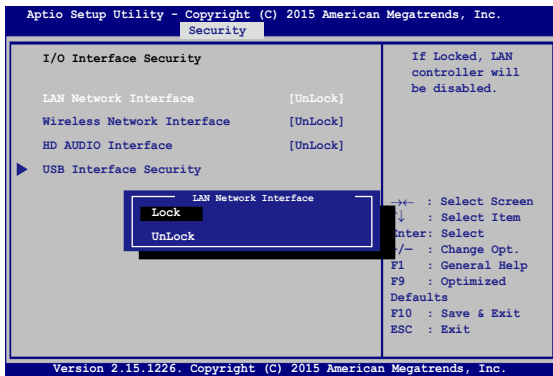 Aptio Setup Utility - Copyright (C) 2015 American Megatrends, Inc.
Security
I/O Interface Security
LAN Network Interface [UnLock]
Wireless Network Interface [UnLock]
HD AUDIO Interface [UnLock]
USB Interface Security
If Locked, LAN
controller will
be disabled.
LAN Network Interface
Lock
UnLock
→← : Select Screen
↑↓ : Select Item
Enter: Select
+/— : Change Opt.
F1 : General Help
F9 : Optimized
Defaults
F10 : Save & Exit
ESC : Exit
Version 2.15.1226. Copyright (C) 2015 American Megatrends, Inc.